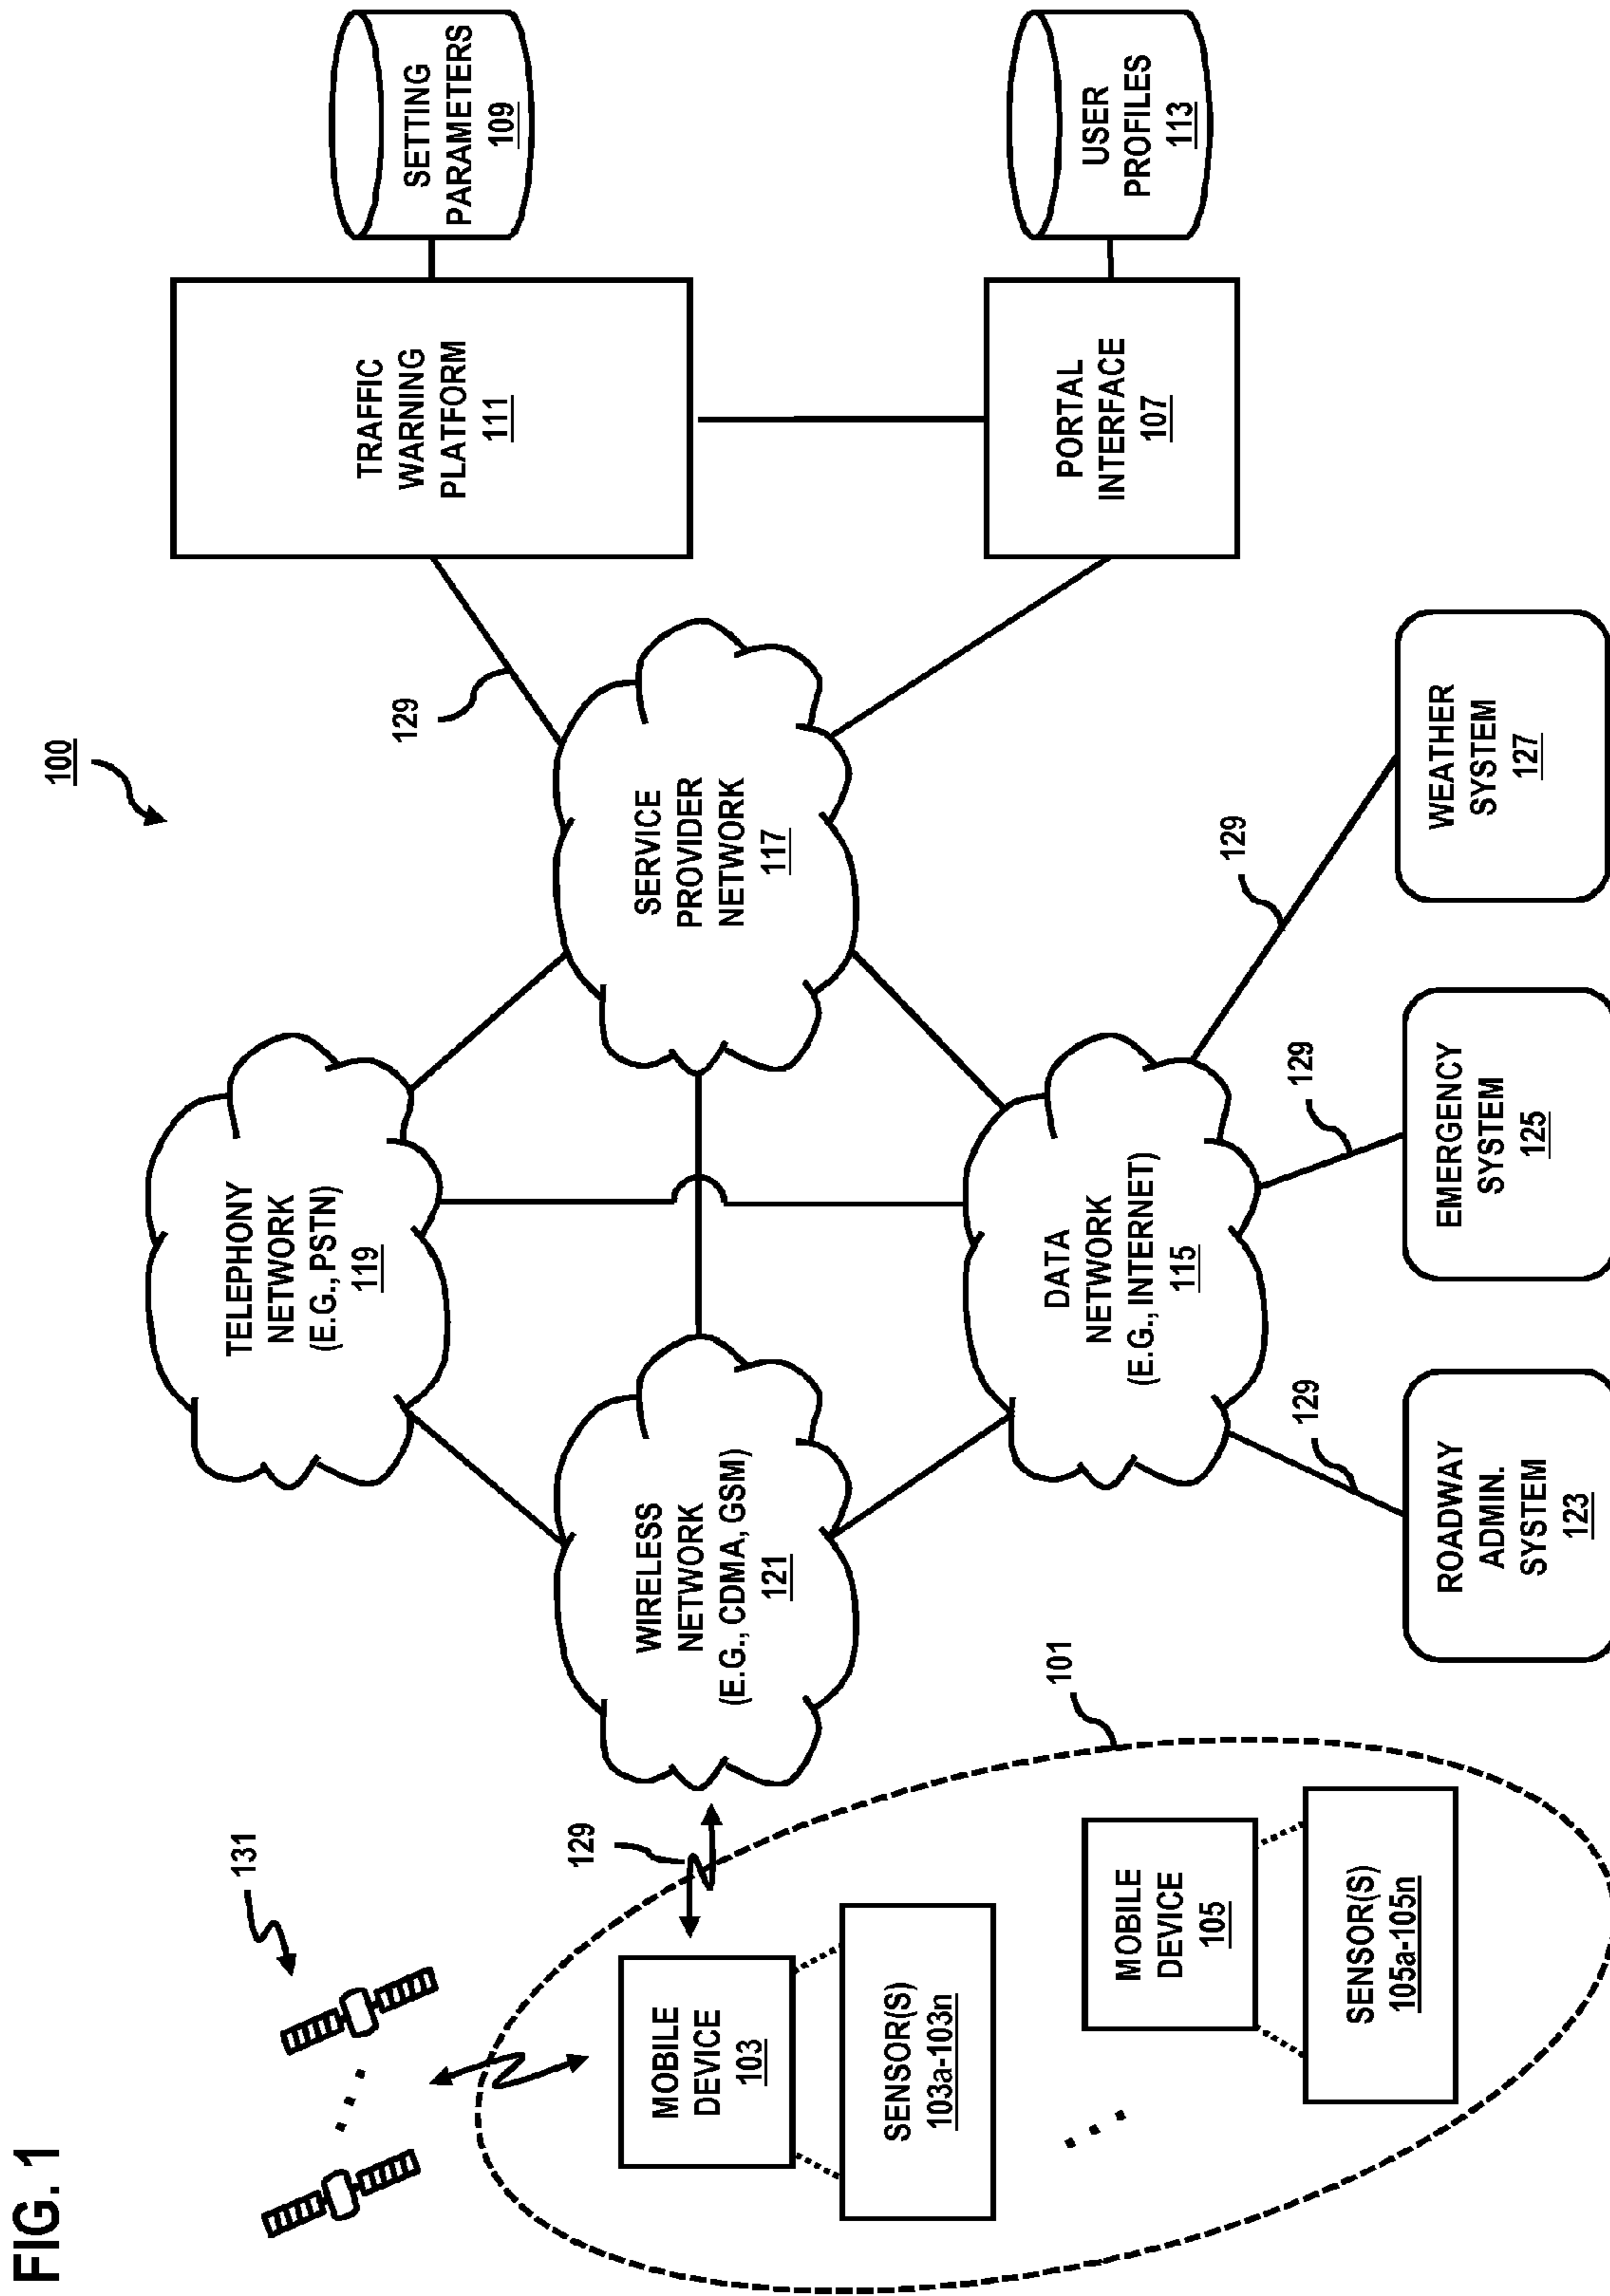 FIG. 1
100
131
129
101
TELEPHONY
NETWORK
(E.G., PSTN)
119
WIRELESS
NETWORK
(E.G., CDMA, GSM)
121
SERVICE
PROVIDER
NETWORK
117
DATA
NETWORK
(E.G., INTERNET)
115
129
TRAFFIC
WARNING
PLATFORM
111
SETTING
PARAMETERS
109
PORTAL
INTERFACE
107
USER
PROFILES
113
MOBILE
DEVICE
103
SENSOR(S)
103a-103n
MOBILE
DEVICE
105
SENSOR(S)
105a-105n
129
129
129
ROADWAY
ADMIN.
SYSTEM
123
EMERGENCY
SYSTEM
125
WEATHER
SYSTEM
127